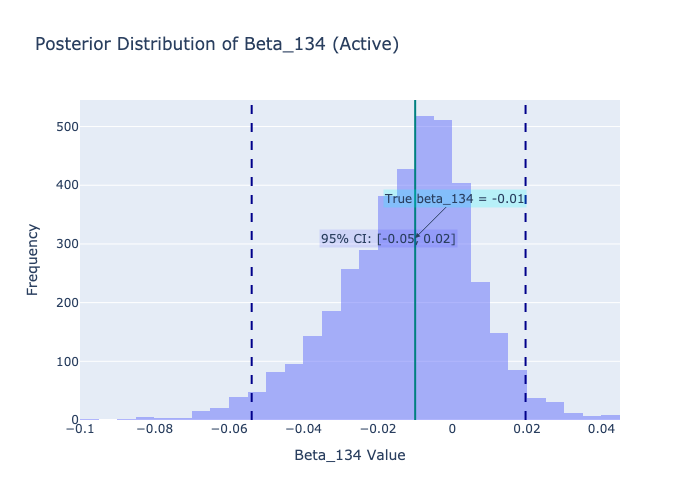 Posterior Distribution of Beta_134 (Active)
500
400
300
200
100
0
True beta_134 = -0.01
95% CI: [-0.05, 0.02]
Frequency
−0.1
−0.08
−0.06
−0.04
−0.02
0
0.02
0.04
Beta_134 Value